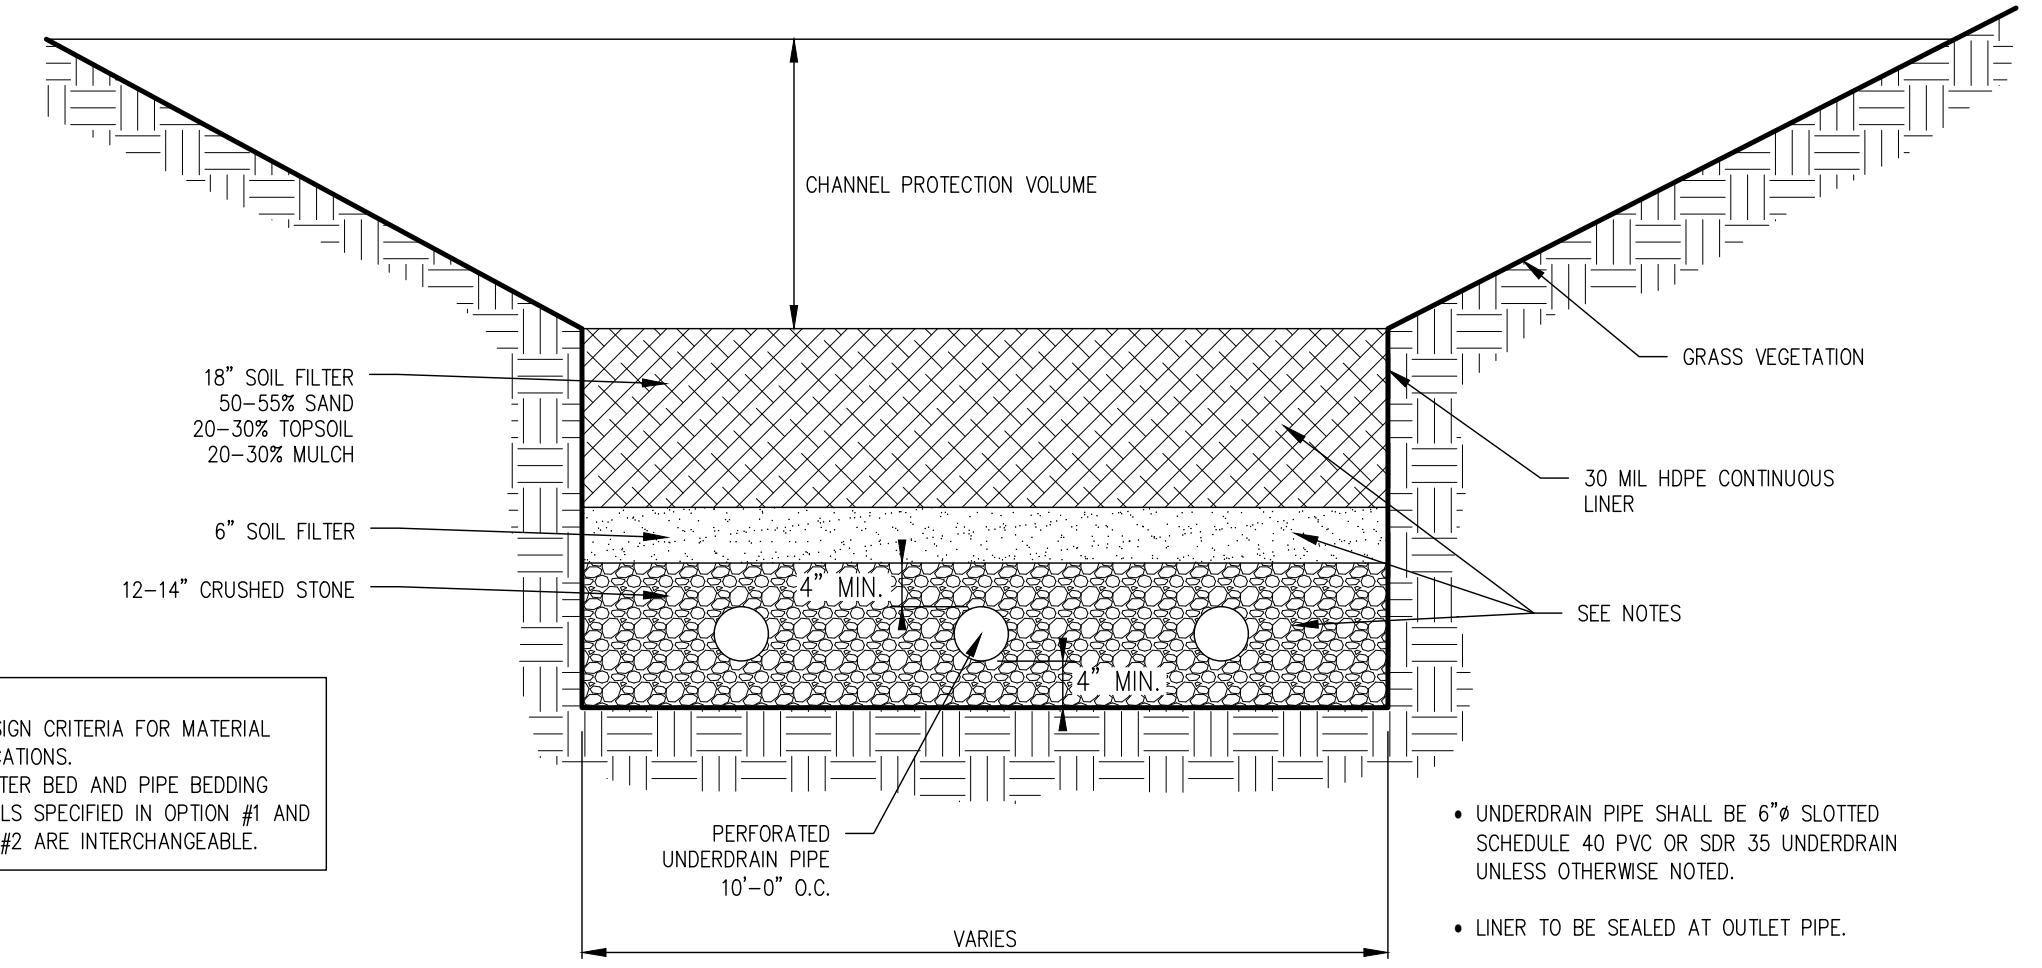 CHANNEL PROTECTION VOLUME
18” SOIL FILTER
50–55% SAND
20–30% TOPSOIL
20–30% MULCH
GRASS VEGETATION
30 MIL HDPE CONTINUOUS
LINER
6” SOIL FILTER
12–14” CRUSHED STONE
4” MIN.
SEE NOTES
4” MIN.
CRITERIA FOR MATERIAL
BED AND PIPE BEDDING
SPECIFIED IN OPTION #1 AND
#2 ARE INTERCHANGEABLE.
PERFORATED
UNDERDRAIN PIPE
10’–0” O.C.
VARIES
• UNDERDRAIN PIPE SHALL BE 6”ø SLOTTED
SCHEDULE 40 PVC OR SDR 35 UNDERDRAIN
UNLESS OTHERWISE NOTED.
• LINER TO BE SEALED AT OUTLET PIPE.